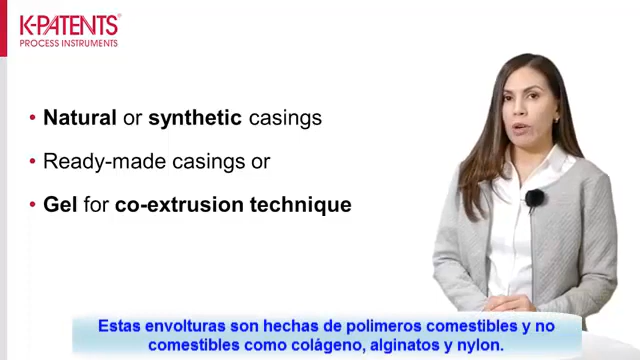 K-PATENTS®
PROCESS INSTRUMENTS
• Natural or synthetic casings
• Ready-made casings or
• Gel for co-extrusion technique
Estas envolturas son hechas de polimeros comestibles y no
comestibles como colágeno, alginatos y nylon.